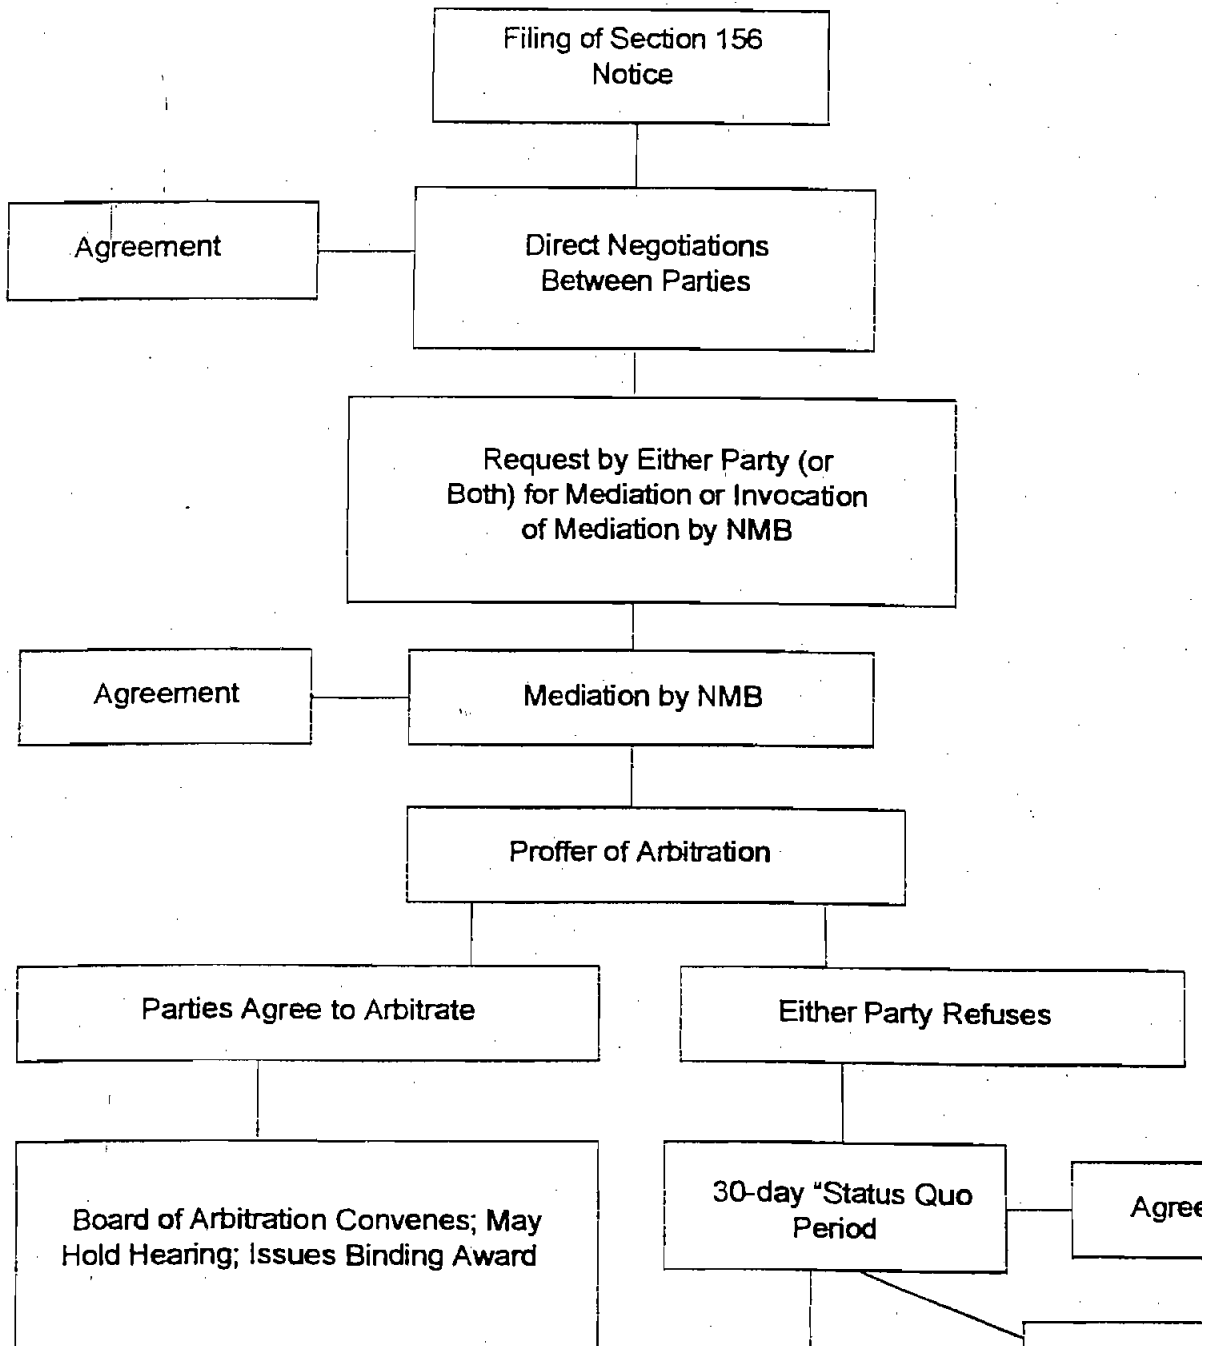 Filing of Section 156
Notice
Agreement
Direct Negotiations
Between Parties
Request by Either Party (or
Both) for Mediation or Invocation
of Mediation by NMB
Agreement
Mediation by NMB
Proffer of Arbitration
Parties Agree to Arbitrate
Either Party Refuses
Board of Arbitration Convenes; May
Hold Hearing; Issues Binding Award
30-day “Status Quo
Period
Agree